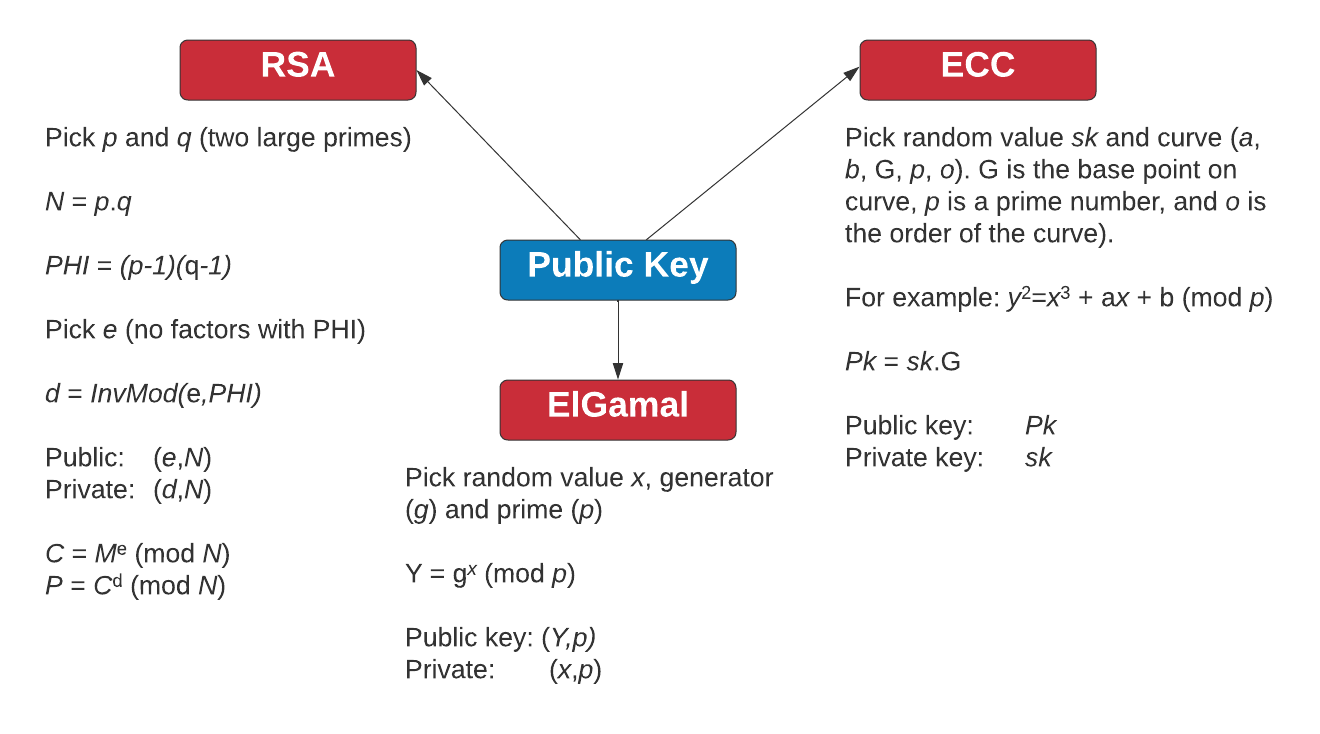 RSA
Pick p and q (two large primes)
N = p.q
PHI = (p-1)(q-1)
Pick e (no factors with PHI)
d = InvMod(e,PHI)
Public: (e,N)
Private: (d,N)
C = Mᵉ (mod N)
P = Cᵈ (mod N)
Public Key
ElGamal
Pick random value x, generator
(g) and prime (p)
Y = gˣ (mod p)
Public key: (Y,p)
Private: (x,p)
ECC
Pick random value sk and curve (a,
b, G, p, o). G is the base point on
curve, p is a prime number, and o is
the order of the curve).
For example: y²=x³ + ax + b (mod p)
Pk = sk.G
Public key: Pk
Private key: sk